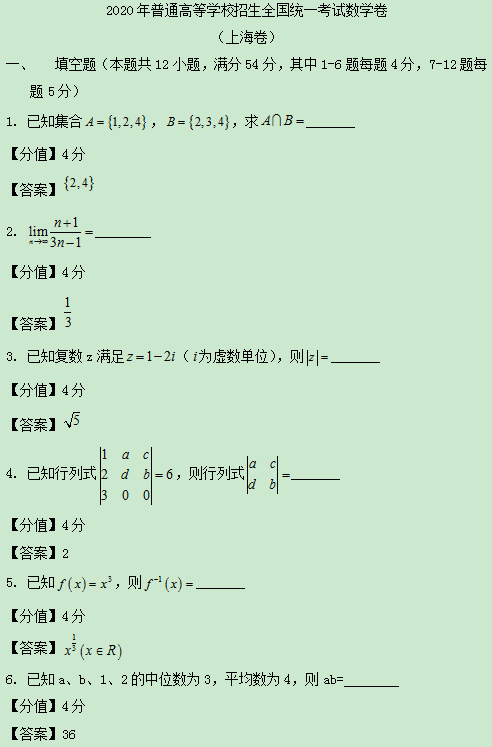 2020年普通高等学校招生全国统一考试数学卷
（上海卷）
一、 填空题（本题共12小题，满分54分，其中1-6题每题4分，7-12题每
题5分）
1. 已知集合 A={1,2,4}，B={2,3,4}，求A∩B=______
【分值】4分
【答案】{2,4}
2. lim_{n→∞} (n+1)/(3n−1)=______
【分值】4分
【答案】1/3
3. 已知复数z满足z=1−2i（i为虚数单位），则|z|=______
【分值】4分
【答案】√5
4. 已知行列式|1 a c; 2 d b; 3 0 0|=6，则行列式|a c; d b|=______
【分值】4分
【答案】2
5. 已知f(x)=x³，则f⁻¹(x)=______
【分值】4分
【答案】x^{1/3}(x∈R)
6. 已知a、b、1、2的中位数为3，平均数为4，则ab=______
【分值】4分
【答案】36